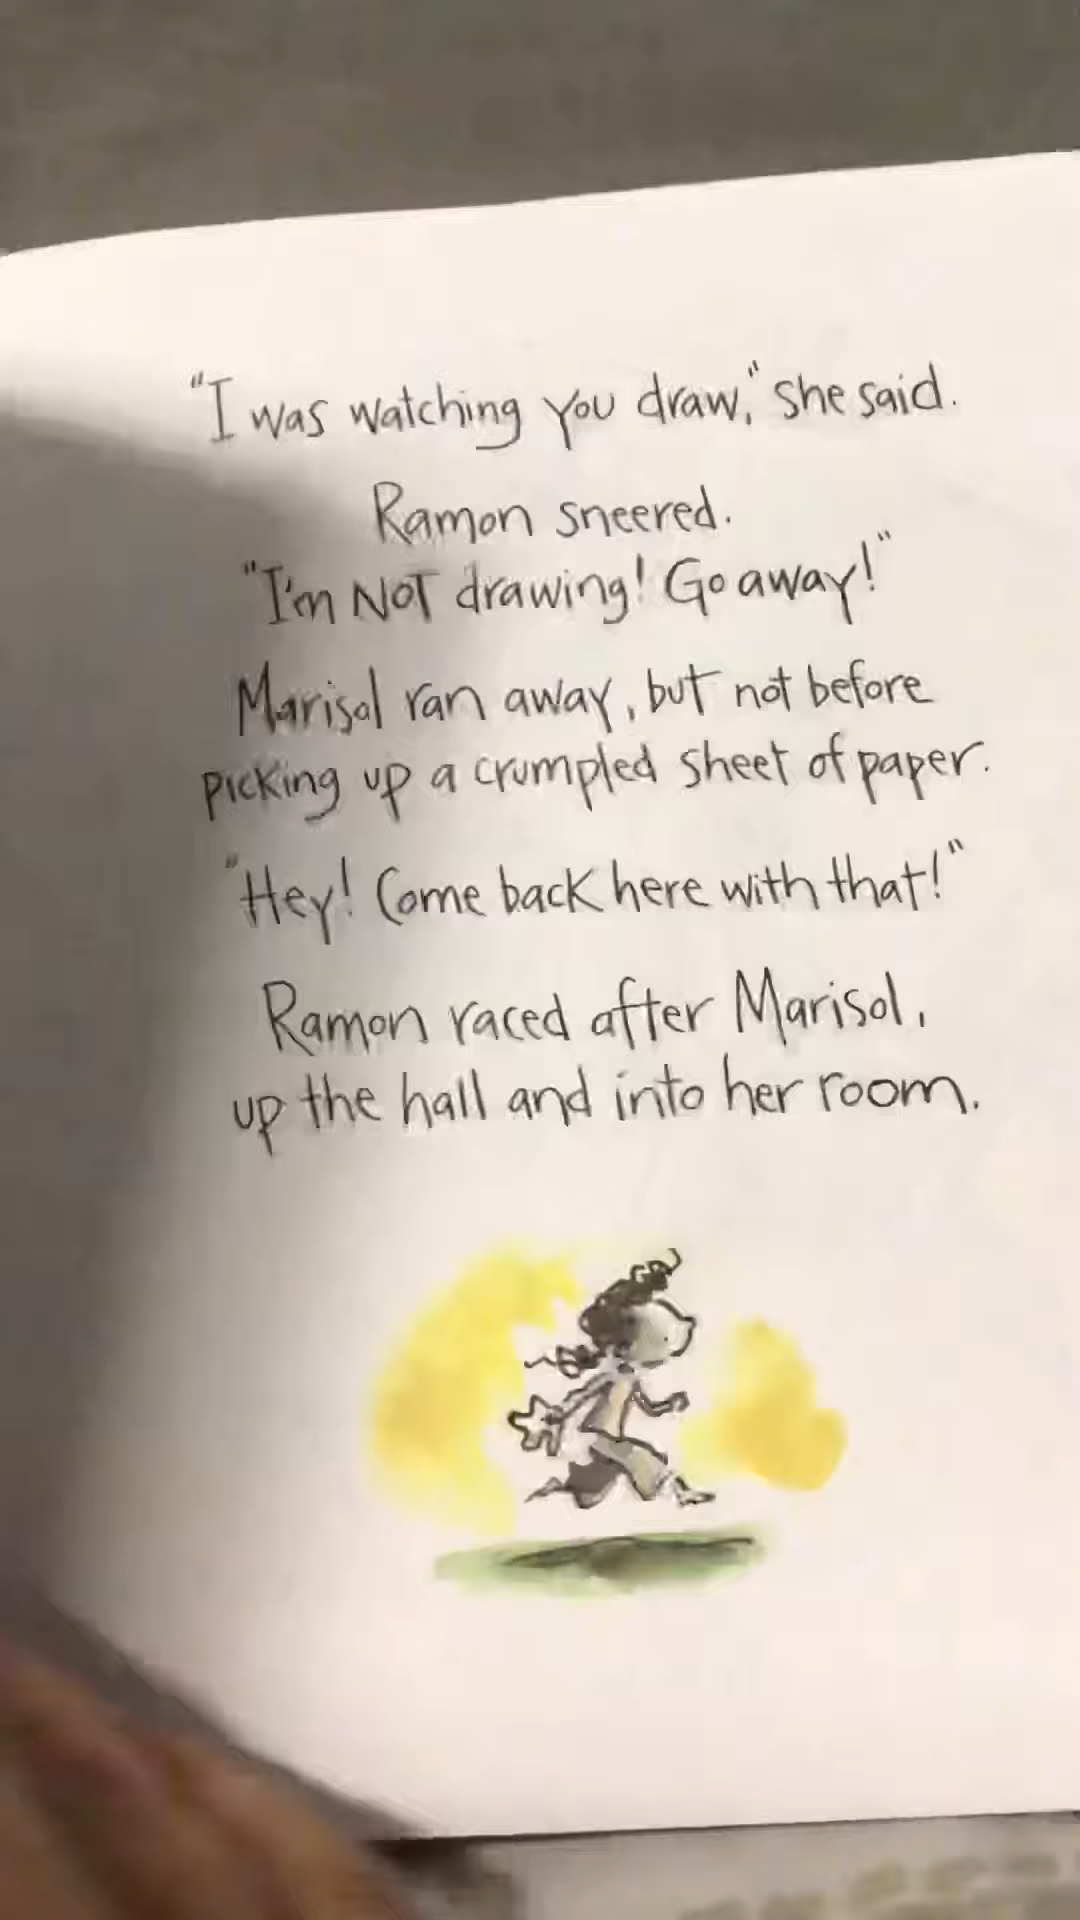 "I was watching you draw," she said.
Ramon sneered.
"I'm NOT drawing! Go away!"
Marisol ran away, but not before
picking up a crumpled sheet of paper.
"Hey! Come back here with that!"
Ramon raced after Marisol,
up the hall and into her room.